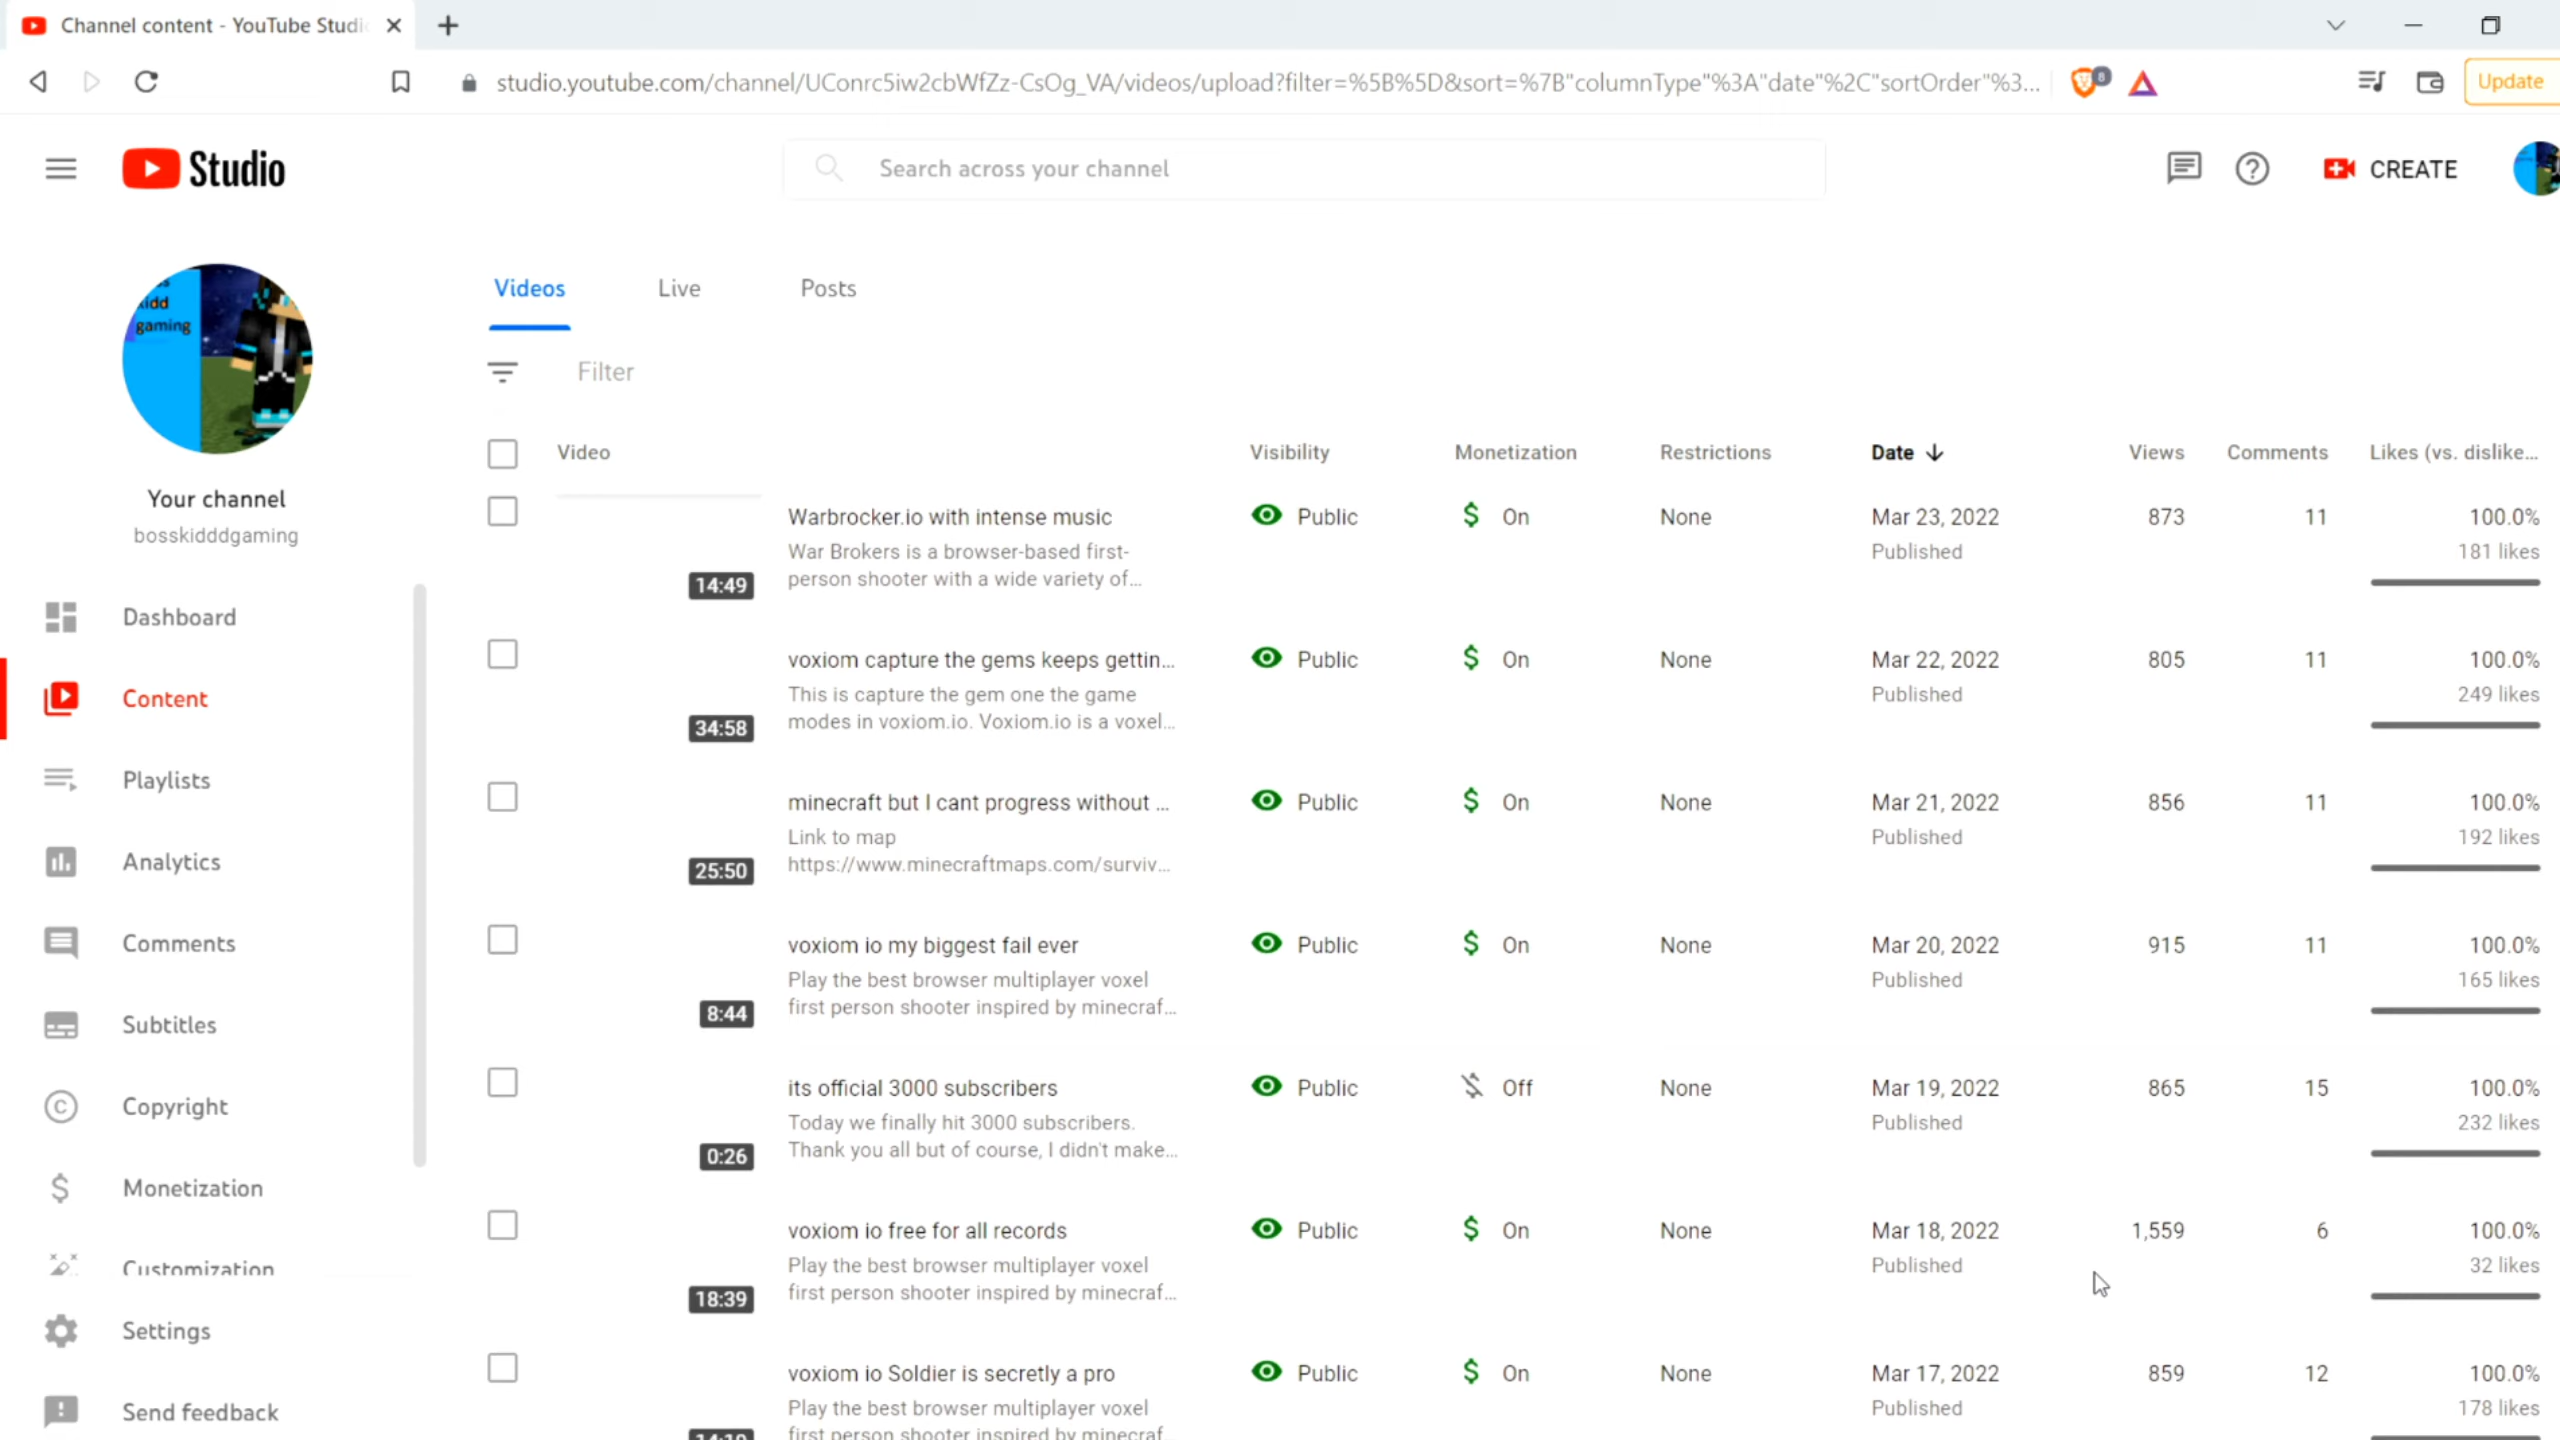 Channel content - YouTube Studi
studio.youtube.com/channel/UConrc5iw2cbWfZz-CsOg_VA/videos/upload?filter=%5B%5D&sort=%7B"columnType"%3A"date"%2C"sortOrder"%3...
8
Update
Studio
Search across your channel
CREATE
kidd
gaming
Your channel
bosskidddgaming
Dashboard
Content
Playlists
Analytics
Comments
Subtitles
Copyright
Monetization
Customization
Settings
Send feedback
Videos Live Posts
Filter
Video Visibility Monetization Restrictions Date Views Comments Likes (vs. dislike...
Warbrocker.io with intense music Public On None Mar 23, 2022 873 11 100.0%
War Brokers is a browser-based first- Published 181 likes
person shooter with a wide variety of...
14:49
voxiom capture the gems keeps gettin... Public On None Mar 22, 2022 805 11 100.0%
This is capture the gem one the game Published 249 likes
modes in voxiom.io. Voxiom.io is a voxel...
34:58
minecraft but I cant progress without ... Public On None Mar 21, 2022 856 11 100.0%
Link to map Published 192 likes
https://www.minecraftmaps.com/surviv...
25:50
voxiom io my biggest fail ever Public On None Mar 20, 2022 915 11 100.0%
Play the best browser multiplayer voxel Published 165 likes
first person shooter inspired by minecraf...
8:44
its official 3000 subscribers Public Off None Mar 19, 2022 865 15 100.0%
Today we finally hit 3000 subscribers. Published 232 likes
Thank you all but of course, I didn't make...
0:26
voxiom io free for all records Public On None Mar 18, 2022 1,559 6 100.0%
Play the best browser multiplayer voxel Published 32 likes
first person shooter inspired by minecraf...
18:39
voxiom io Soldier is secretly a pro Public On None Mar 17, 2022 859 12 100.0%
Play the best browser multiplayer voxel Published 178 likes
first person shooter inspired by minecraf...